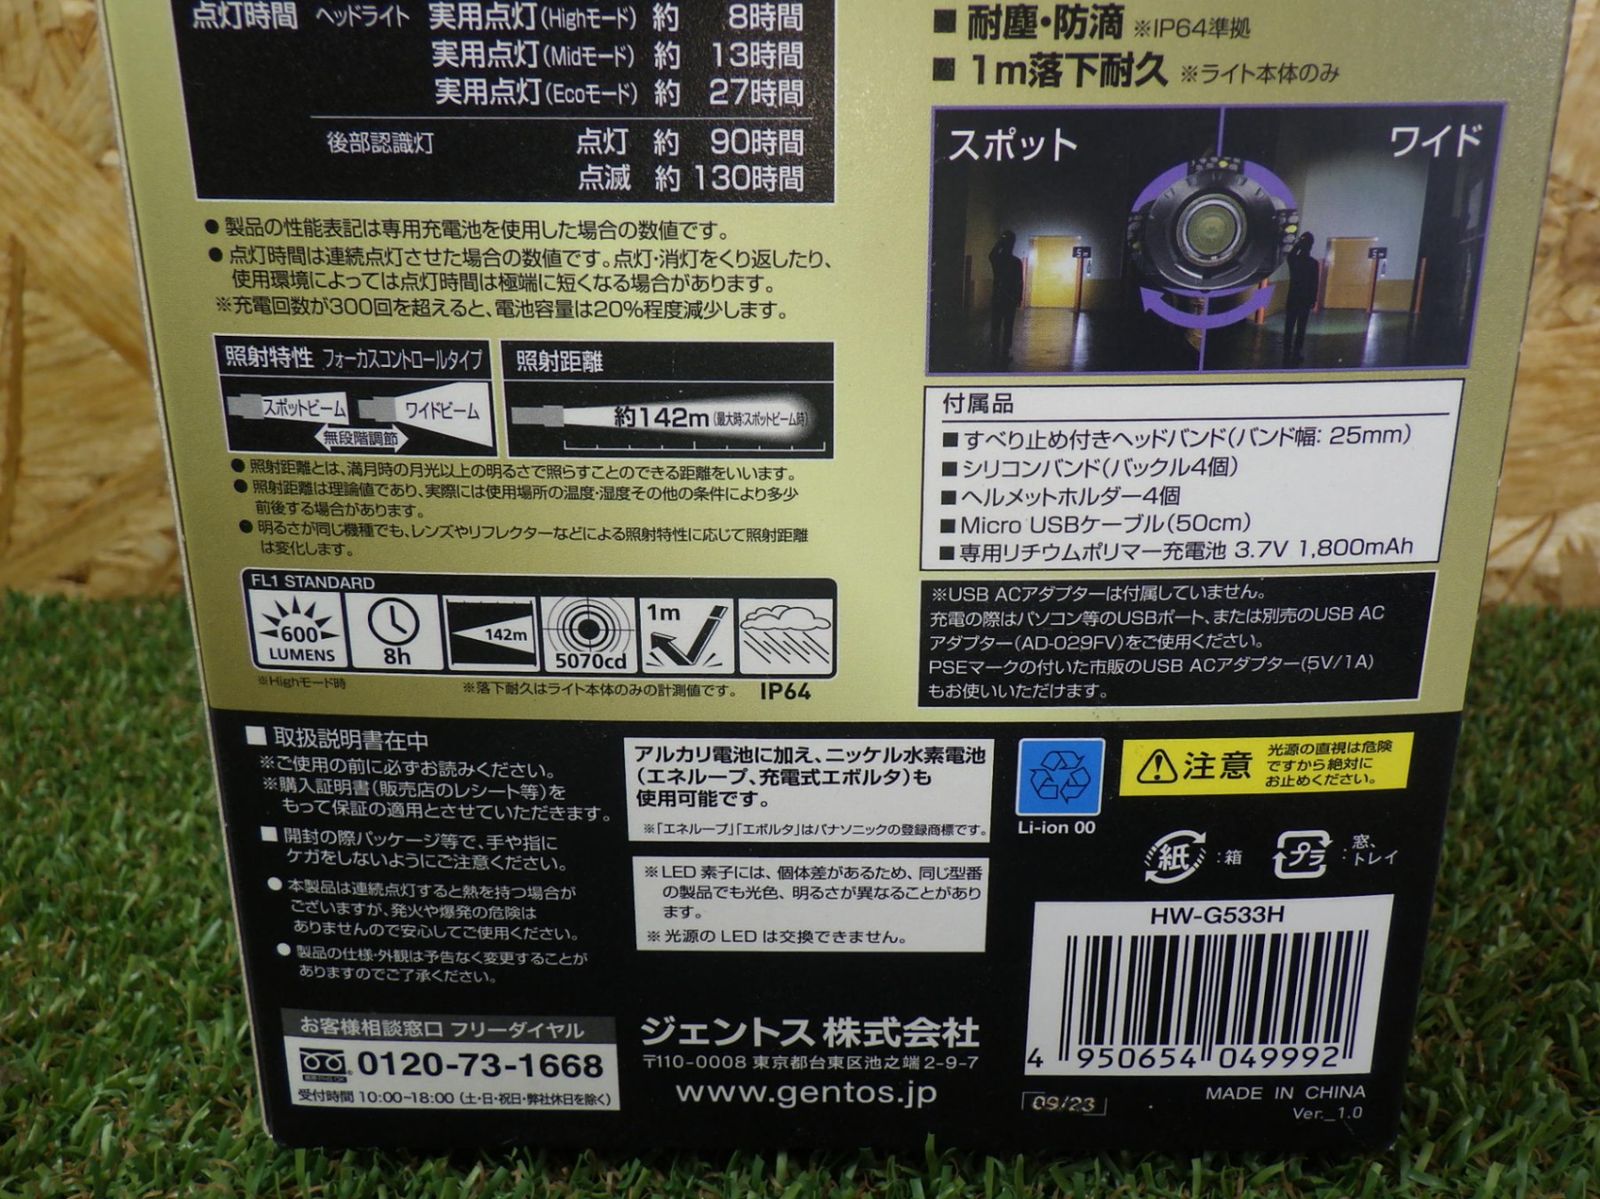 点灯時間 ヘッドライト 実用点灯(Highモード) 約 8時間
実用点灯(Midモード) 約 13時間
実用点灯(Ecoモード) 約 27時間
後部認識灯 点灯 約 90時間
点滅 約 130時間
●製品の性能表記は専用充電池を使用した場合の数値です。
●点灯時間は連続点灯させた場合の数値です。点灯・消灯をくり返したり、
使用環境によっては点灯時間は極端に短くなる場合があります。
※充電回数が300回を超えると、電池容量は20%程度減少します。
照射特性 フォーカスコントロールタイプ
スポットビーム ワイドビーム
無段階調節
照射距離
約142m(最大時:スポットビーム時)
●照射距離とは、満月時の月光以上の明るさで照らすことのできる距離をいいます。
●照射距離は理論値であり、実際には使用場所の温度・湿度その他の条件により多少
前後する場合があります。
●明るさが同じ機種でも、レンズやリフレクターなどによる照射特性に応じて照射距離
は変化します。
FL1 STANDARD
600
LUMENS
8h
142m
5070cd
1m
IP64
※Highモード時
※落下耐久はライト本体のみの計測値です。
■耐塵・防滴 ※IP64準拠
■1m落下耐久 ※ライト本体のみ
スポット ワイド
付属品
■すべり止め付きヘッドバンド(バンド幅: 25mm)
■シリコンバンド(バックル4個)
■ヘルメットホルダー4個
■Micro USBケーブル(50cm)
■専用リチウムポリマー充電池 3.7V 1,800mAh
※USB ACアダプターは付属していません。
充電の際はパソコン等のUSBポート、または別売のUSB AC
アダプター(AD-029FV)をご使用ください。
PSEマークの付いた市販のUSB ACアダプター(5V/1A)
もお使いいただけます。
■取扱説明書在中
※ご使用の前に必ずお読みください。
※購入証明書(販売店のレシート等)を
もって保証の適用とさせていただきます。
■開封の際パッケージ等で、手や指に
ケガをしないようにご注意ください。
●本製品は連続点灯すると熱を持つ場合が
ございますが、発火や爆発の危険は
ありませんので安心してご使用ください。
●製品の仕様・外観は予告なく変更することが
ありますのでご了承ください。
お客様相談窓口 フリーダイヤル
0120-73-1668
受付時間 10:00~18:00 (土・日・祝日・弊社休日を除く)
アルカリ電池に加え、ニッケル水素電池
(エネループ、充電式エボルタ)も
使用可能です。
※「エネループ」「エボルタ」はパナソニックの登録商標です。
※LED 素子には、個体差があるため、同じ型番
の製品でも光色、明るさが異なることがあり
ます。
※光源の LED は交換できません。
ジェントス 株式会社
〒110-0008 東京都台東区池之端2-9-7
www.gentos.jp
Li-ion 00
注意
光源の直視は危険
ですから絶対に
お止めください。
紙 :箱
プラ :窓、
トレイ
HW-G533H
4 950654 049992
MADE IN CHINA
09/23
Ver._1.0